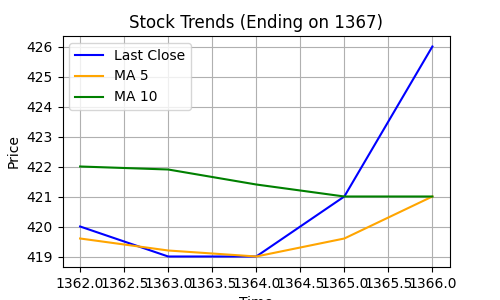 Stock Trends (Ending on 1367)
Last Close
MA 5
MA 10
Price
426
425
424
423
422
421
420
419
1362.0 1362.5 1363.0 1363.5 1364.0 1364.5 1365.0 1365.5 1366.0
Time